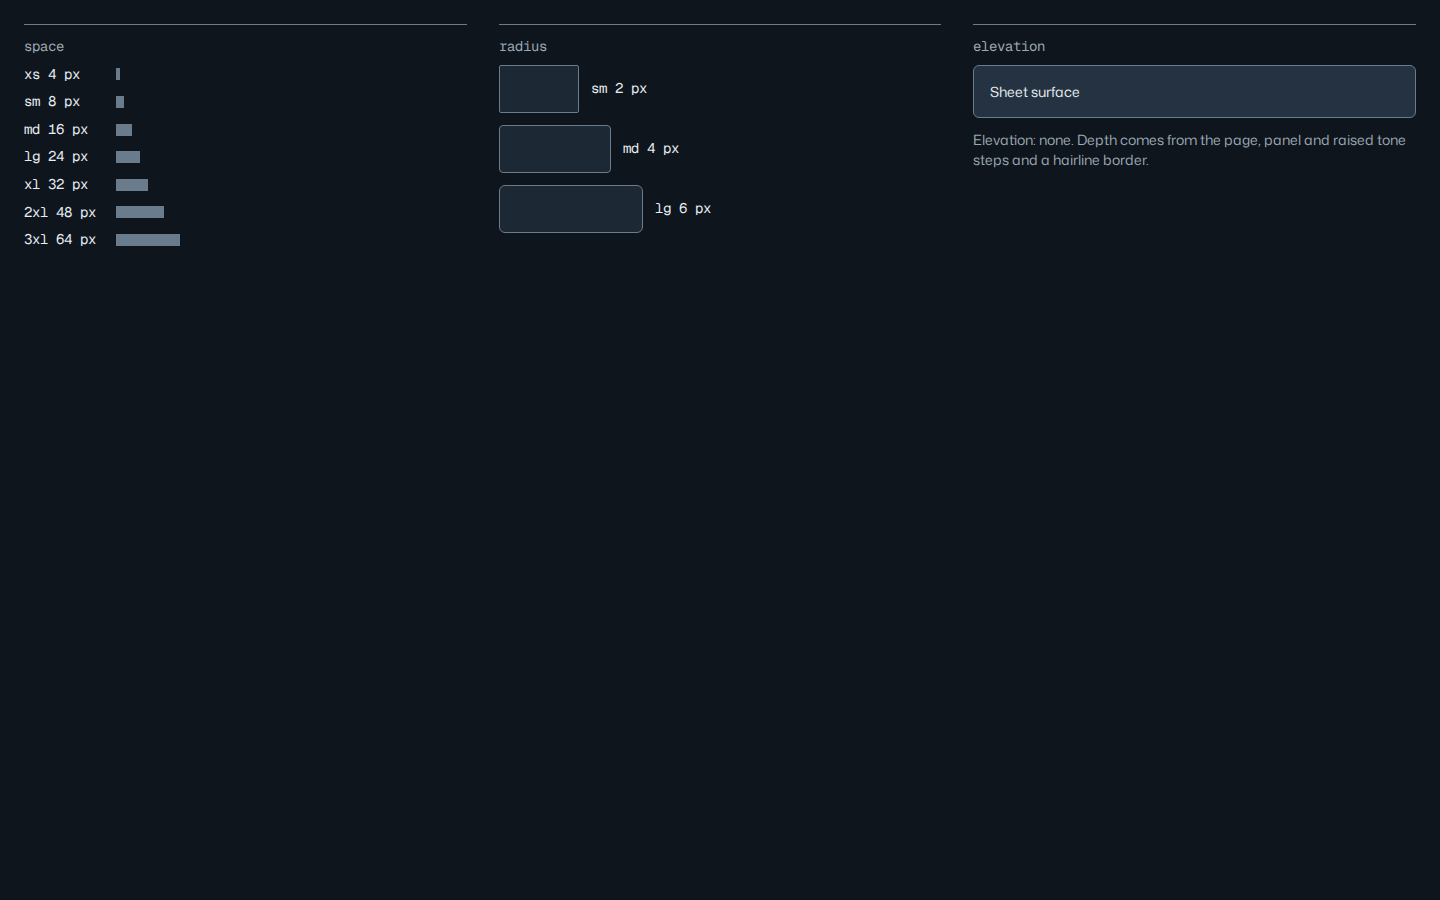 space
xs 4 px
sm 8 px
md 16 px
lg 24 px
xl 32 px
2xl 48 px
3xl 64 px
radius
sm 2 px
md 4 px
lg 6 px
elevation
Sheet surface
Elevation: none. Depth comes from the page, panel and raised tone
steps and a hairline border.